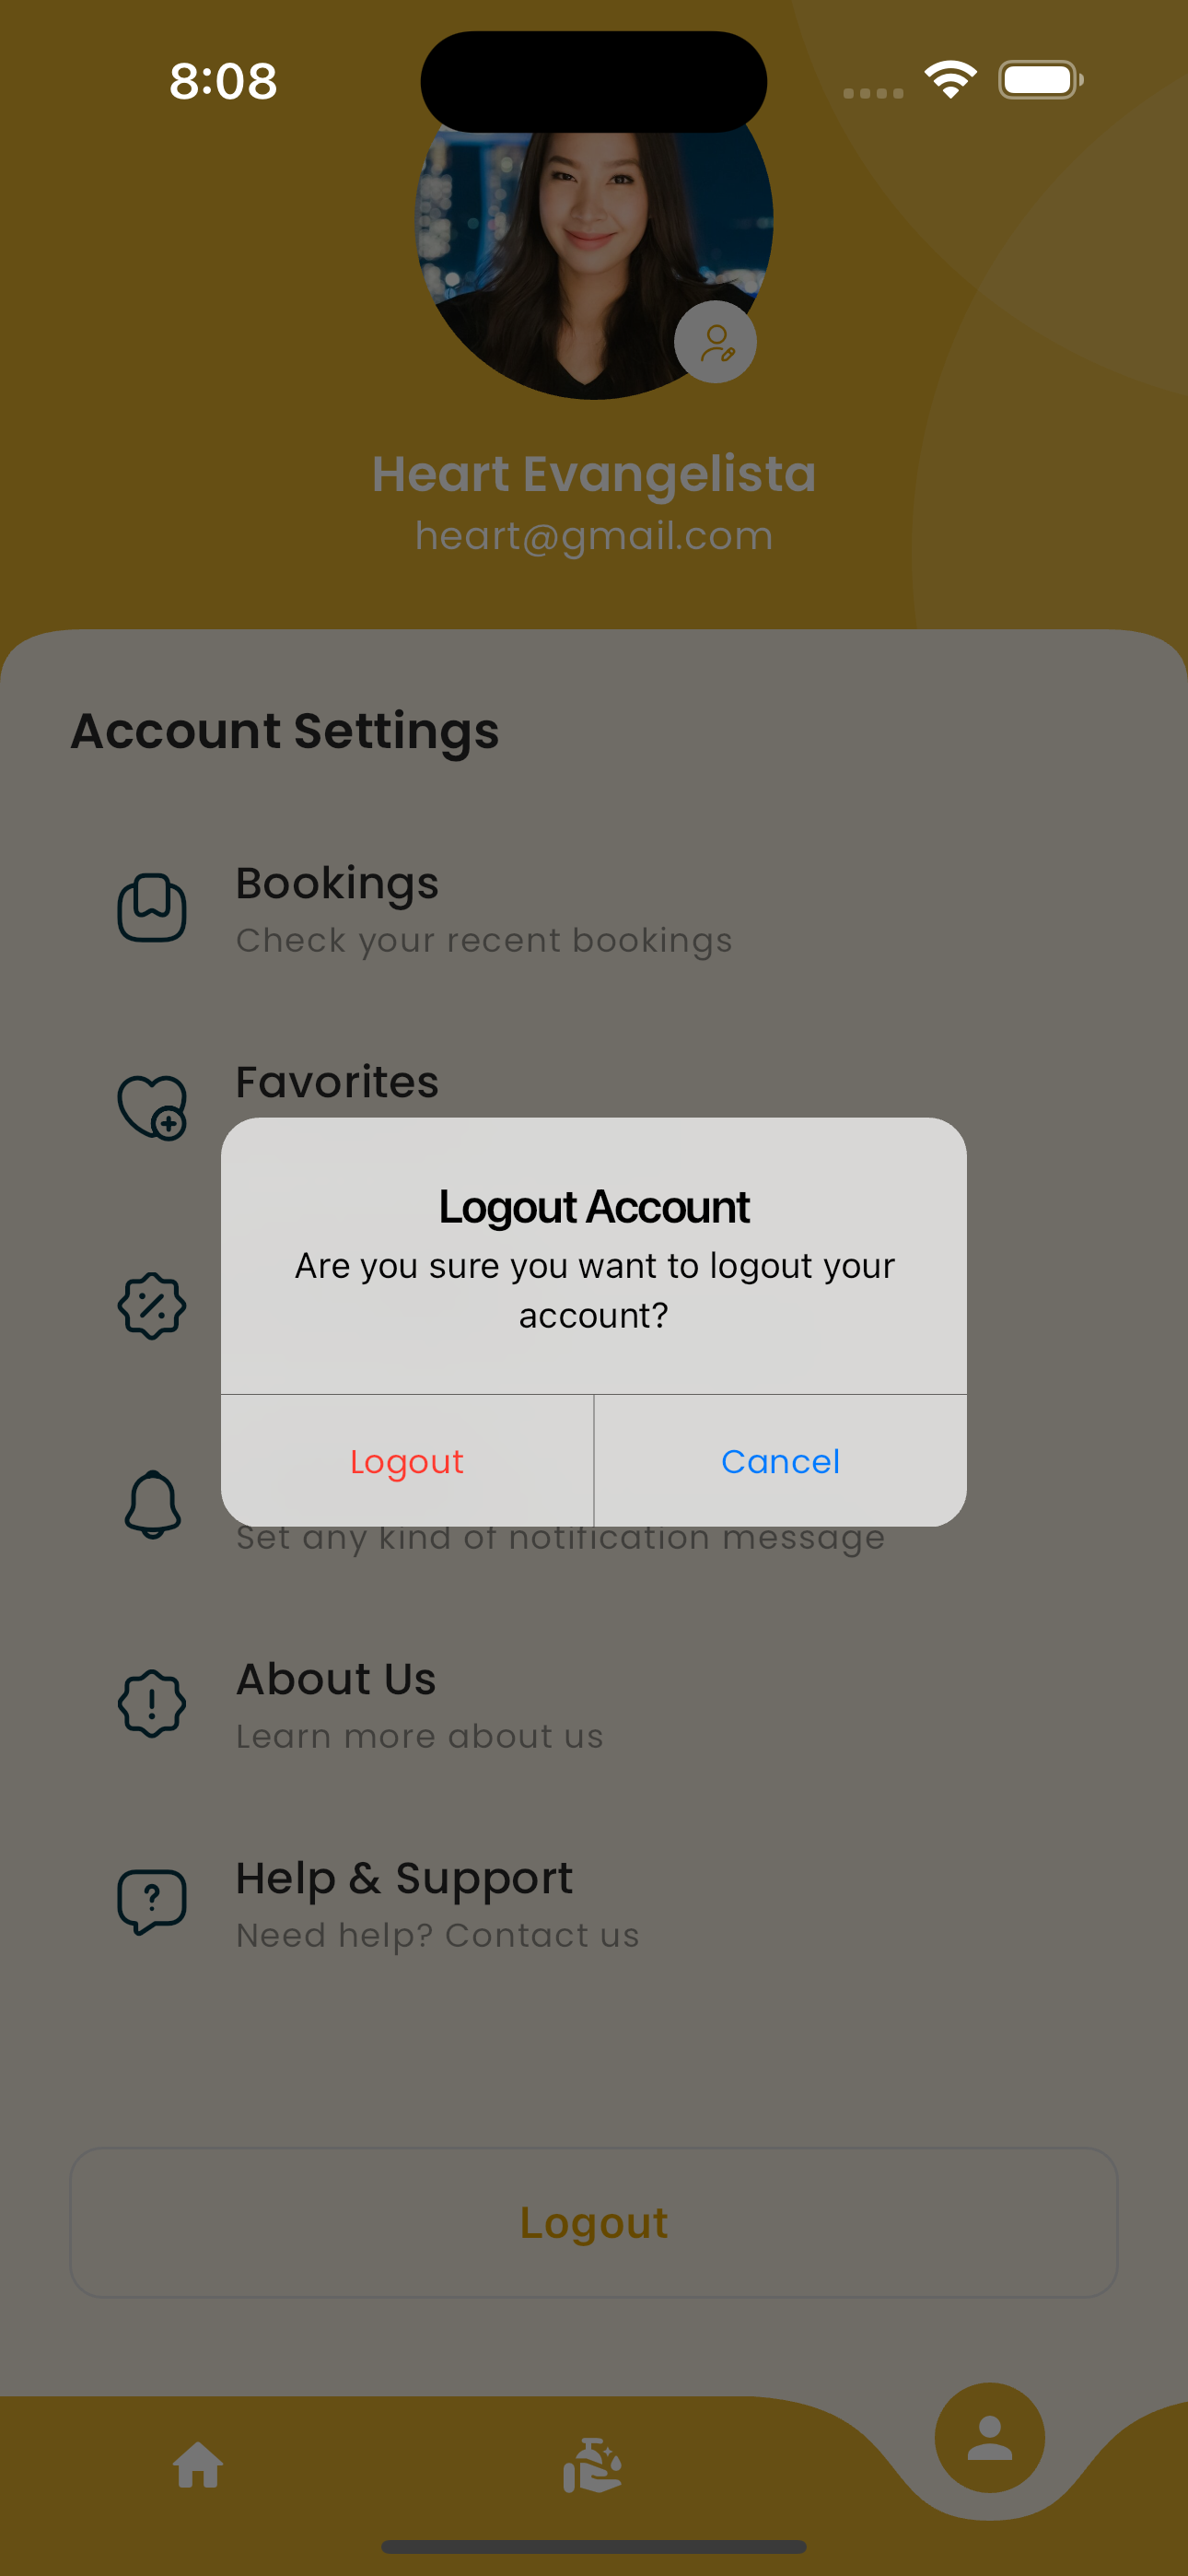 8:08
Heart Evangelista
heart@gmail.com
Account Settings
Bookings
Check your recent bookings
Favorites
Logout Account
Are you sure you want to logout your
account?
Logout
Cancel
Set any kind of notification message
About Us
Learn more about us
Help & Support
Need help? Contact us
Logout